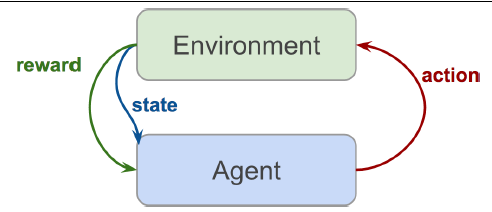 Environment
reward
action
state
Agent